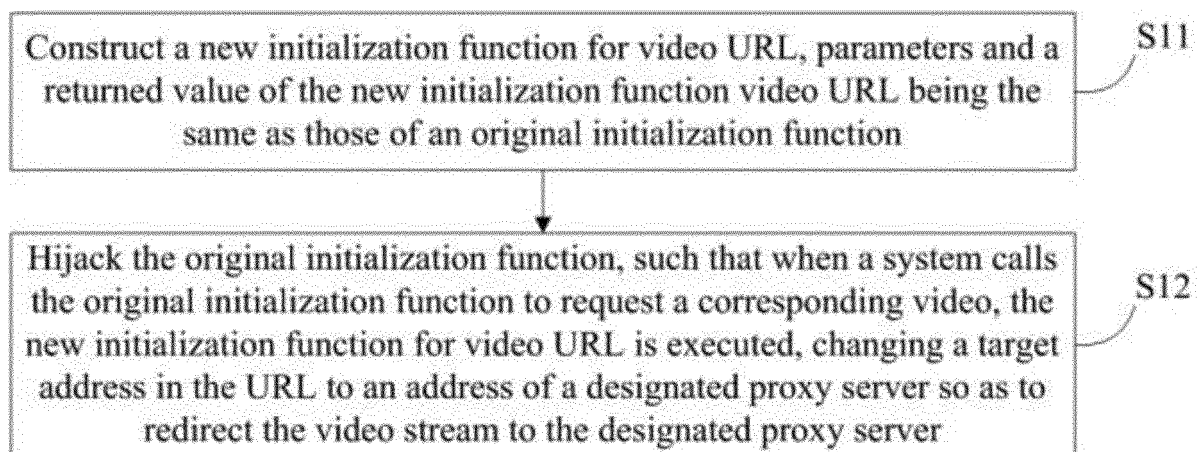 Construct a new initialization function for video URL, parameters and a
returned value of the new initialization function video URL being the
same as those of an original initialization function
S11
Hijack the original initialization function, such that when a system calls
the original initialization function to request a corresponding video, the
new initialization function for video URL is executed, changing a target
address in the URL to an address of a designated proxy server so as to
redirect the video stream to the designated proxy server
S12